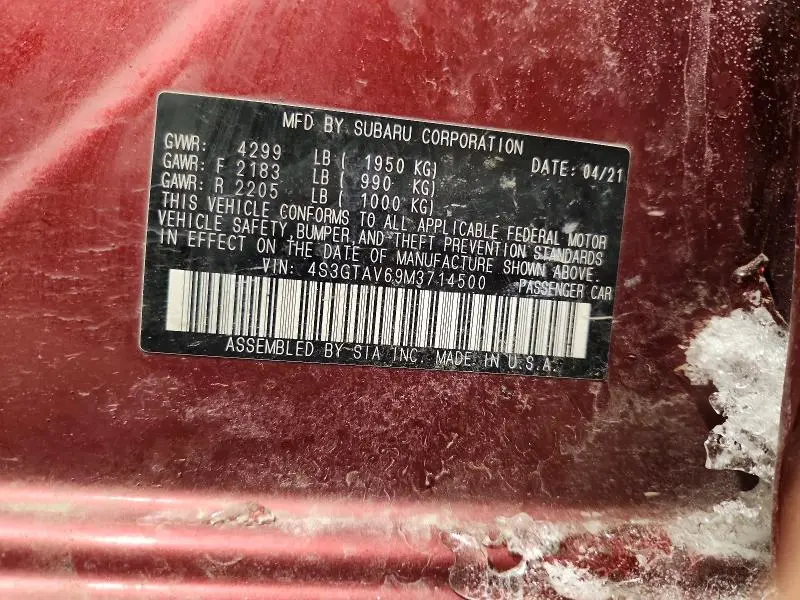 MFD BY SUBARU CORPORATION
GVWR: 4299 LB ( 1950 KG) DATE: 04/21
GAWR: F 2183 LB ( 990 KG)
GAWR: R 2205 LB ( 1000 KG)
THIS VEHICLE CONFORMS TO ALL APPLICABLE FEDERAL MOTOR
VEHICLE SAFETY, BUMPER, AND THEFT PREVENTION STANDARDS
IN EFFECT ON THE DATE OF MANUFACTURE SHOWN ABOVE.
VIN: 4S3GTAV69M3714500 PASSENGER CAR
ASSEMBLED BY SIA INC. MADE IN U.S.A.